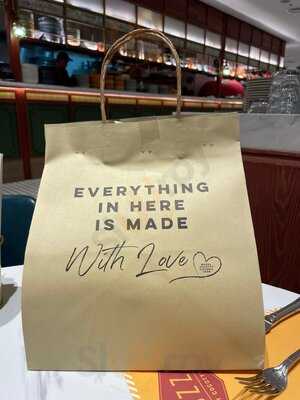 EVERYTHING
IN HERE
IS MADE
With Love